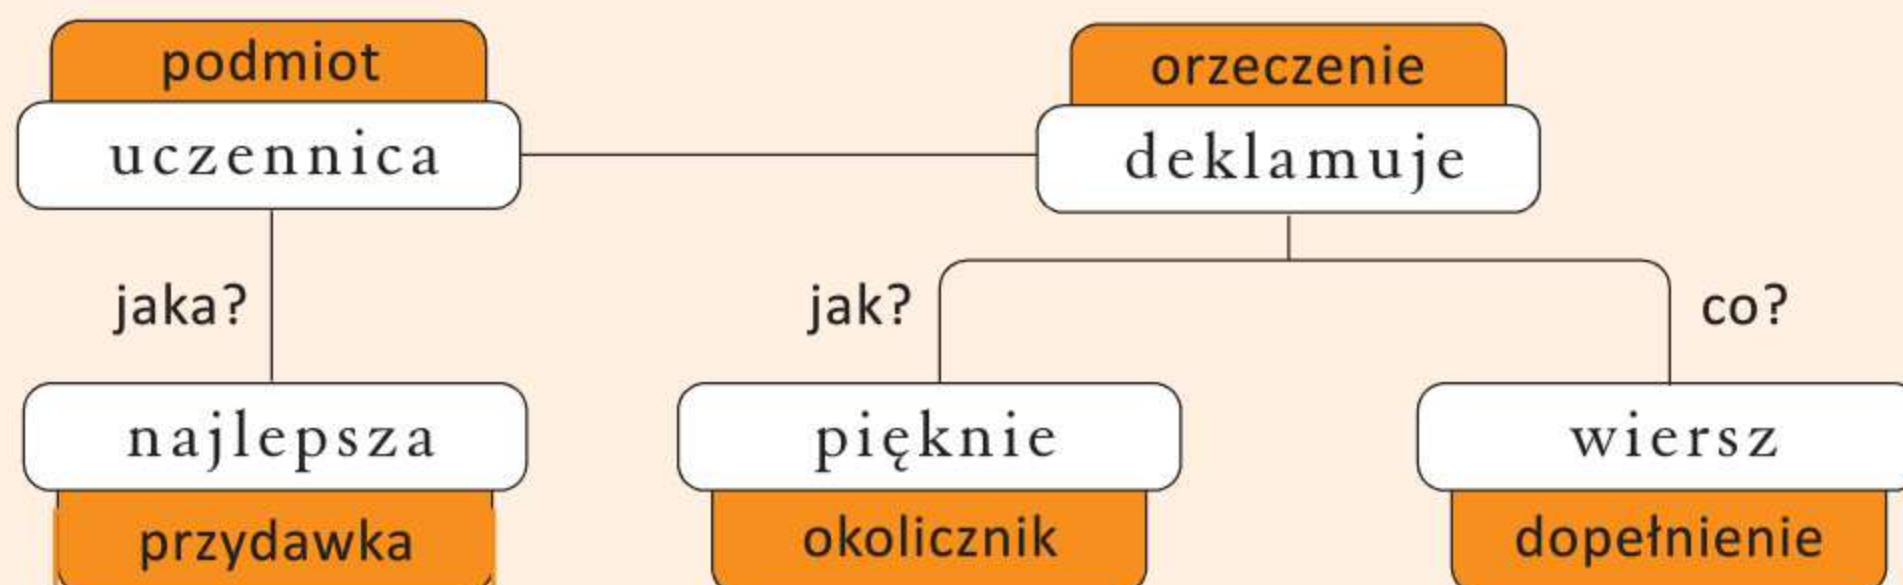 podmiot
orzeczenie
uczennica
deklamuje
jaka?
jak?
co?
najlepsza
pięknie
wiersz
przydawka
okolicznik
dopełnienie